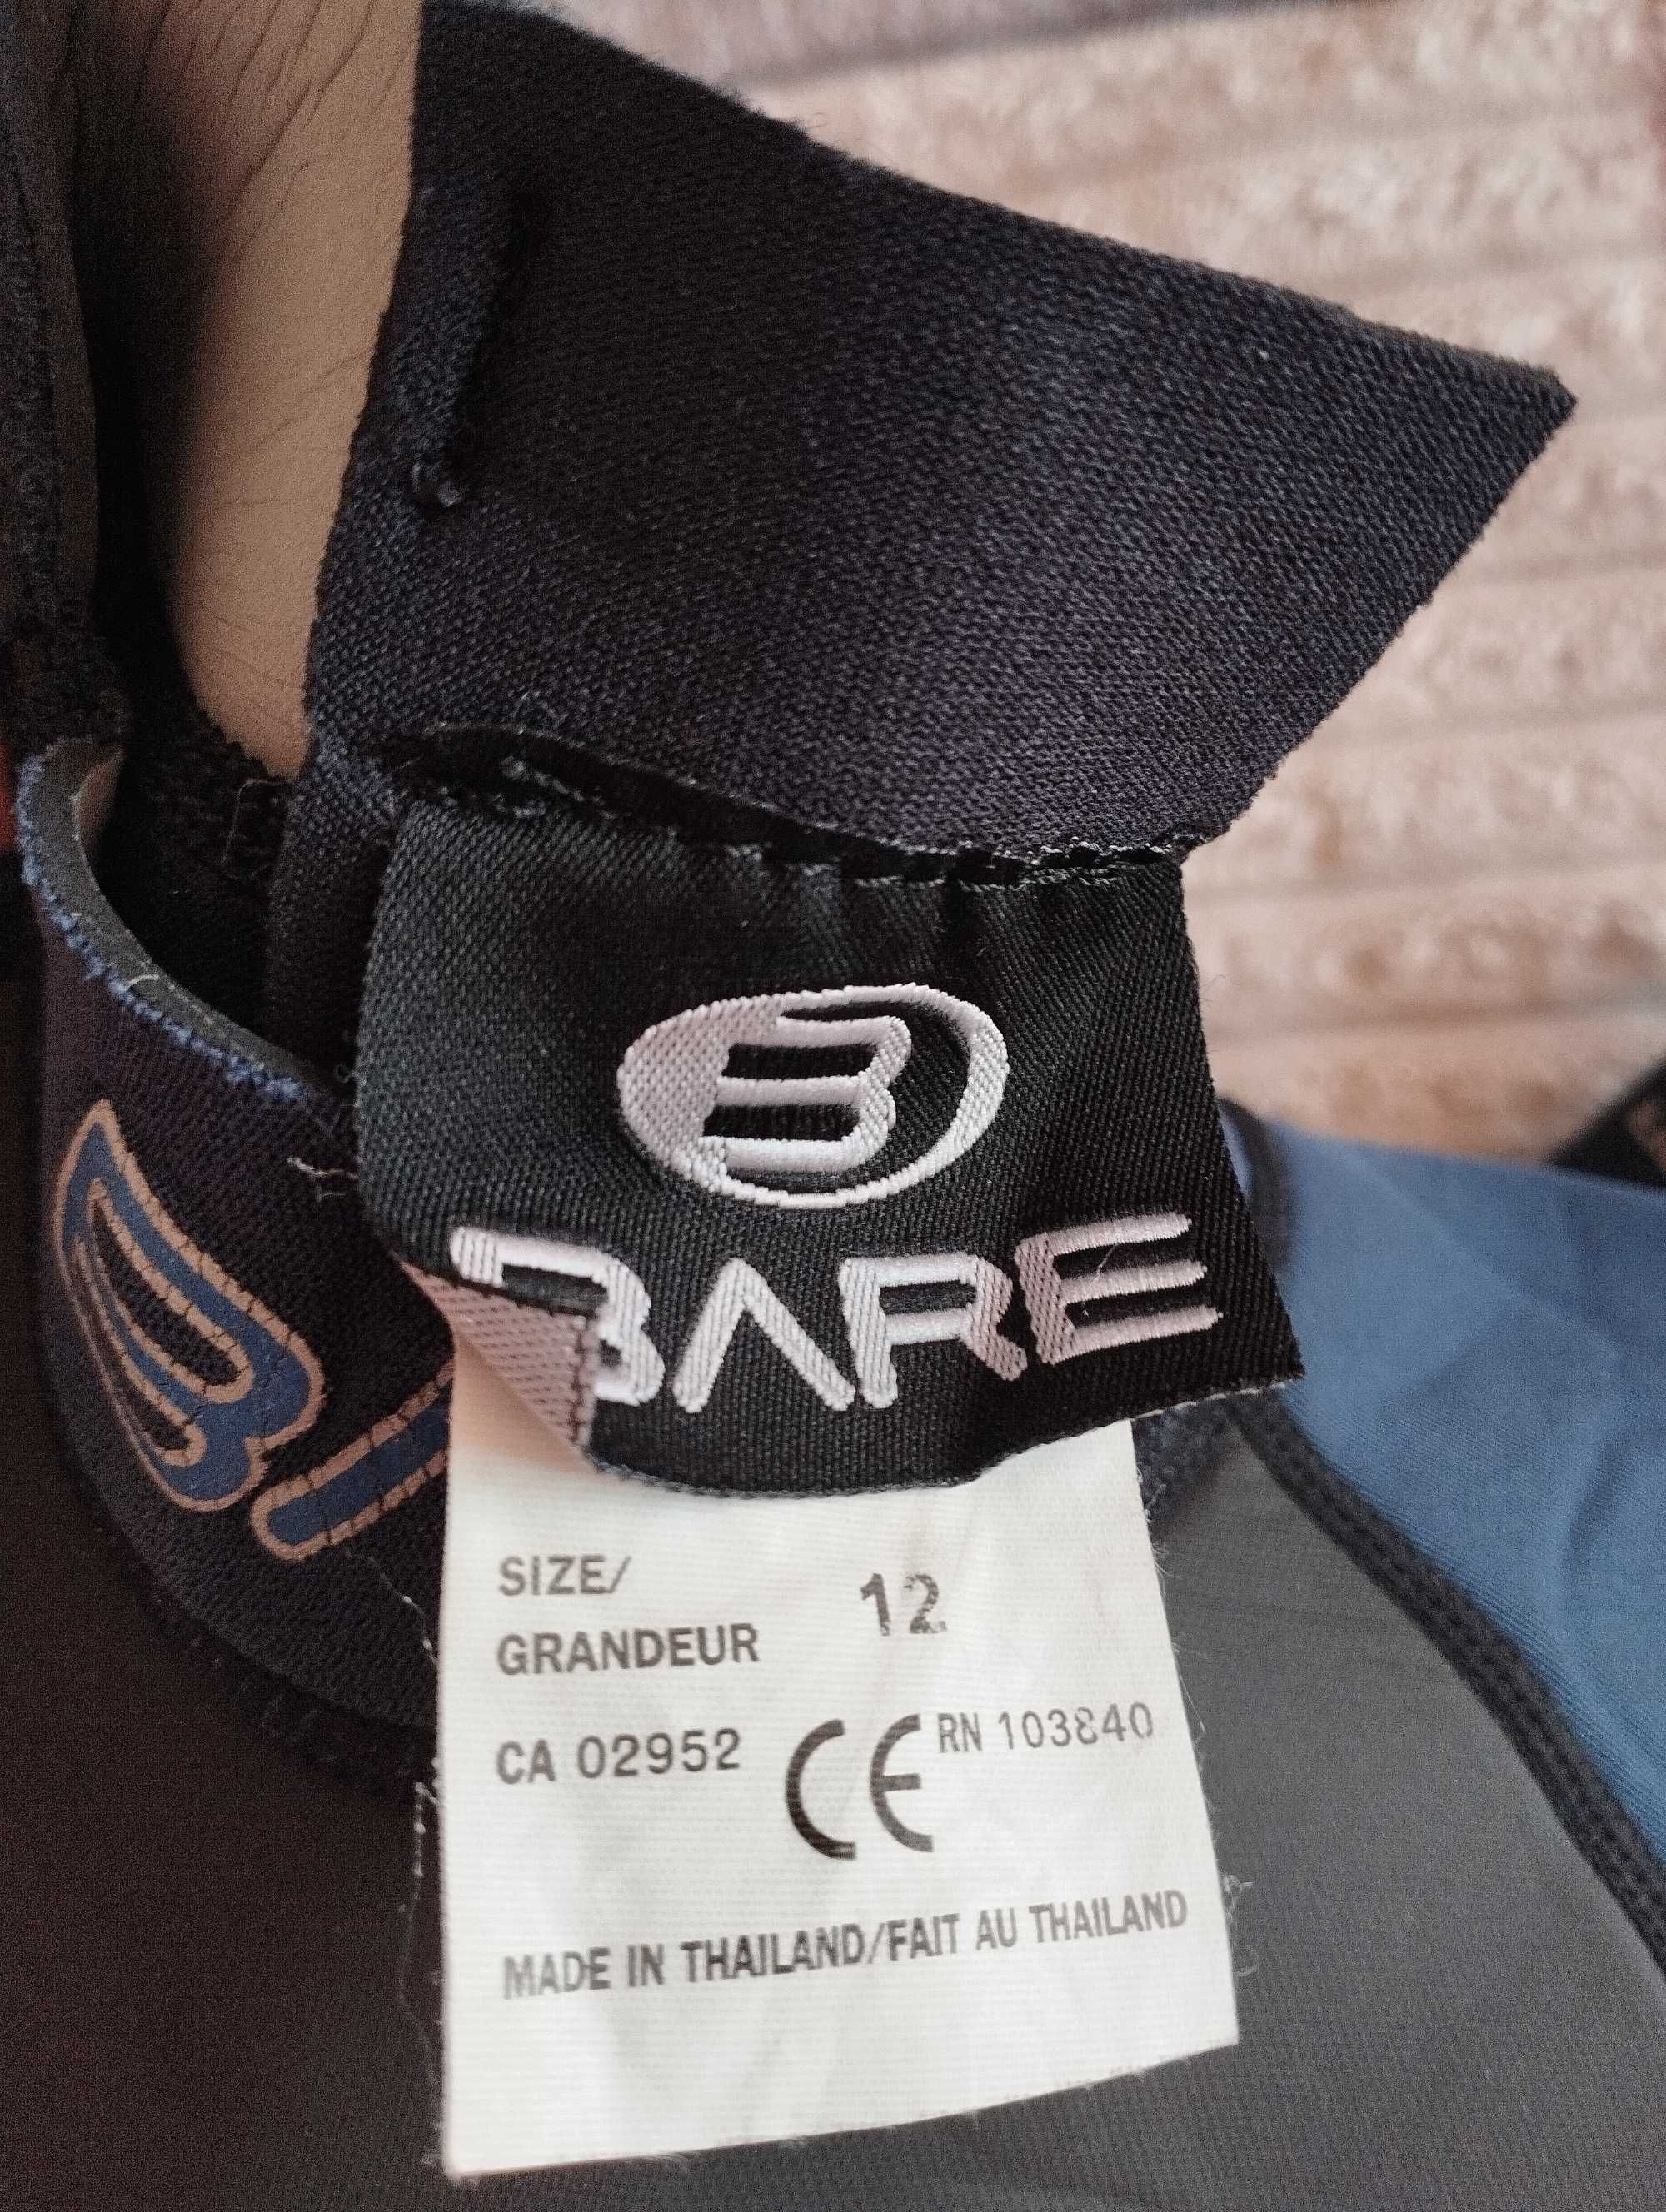 BARE
SIZE/
GRANDEUR 12
CA 02952 CE RN 103840
MADE IN THAILAND/FAIT AU THAILAND